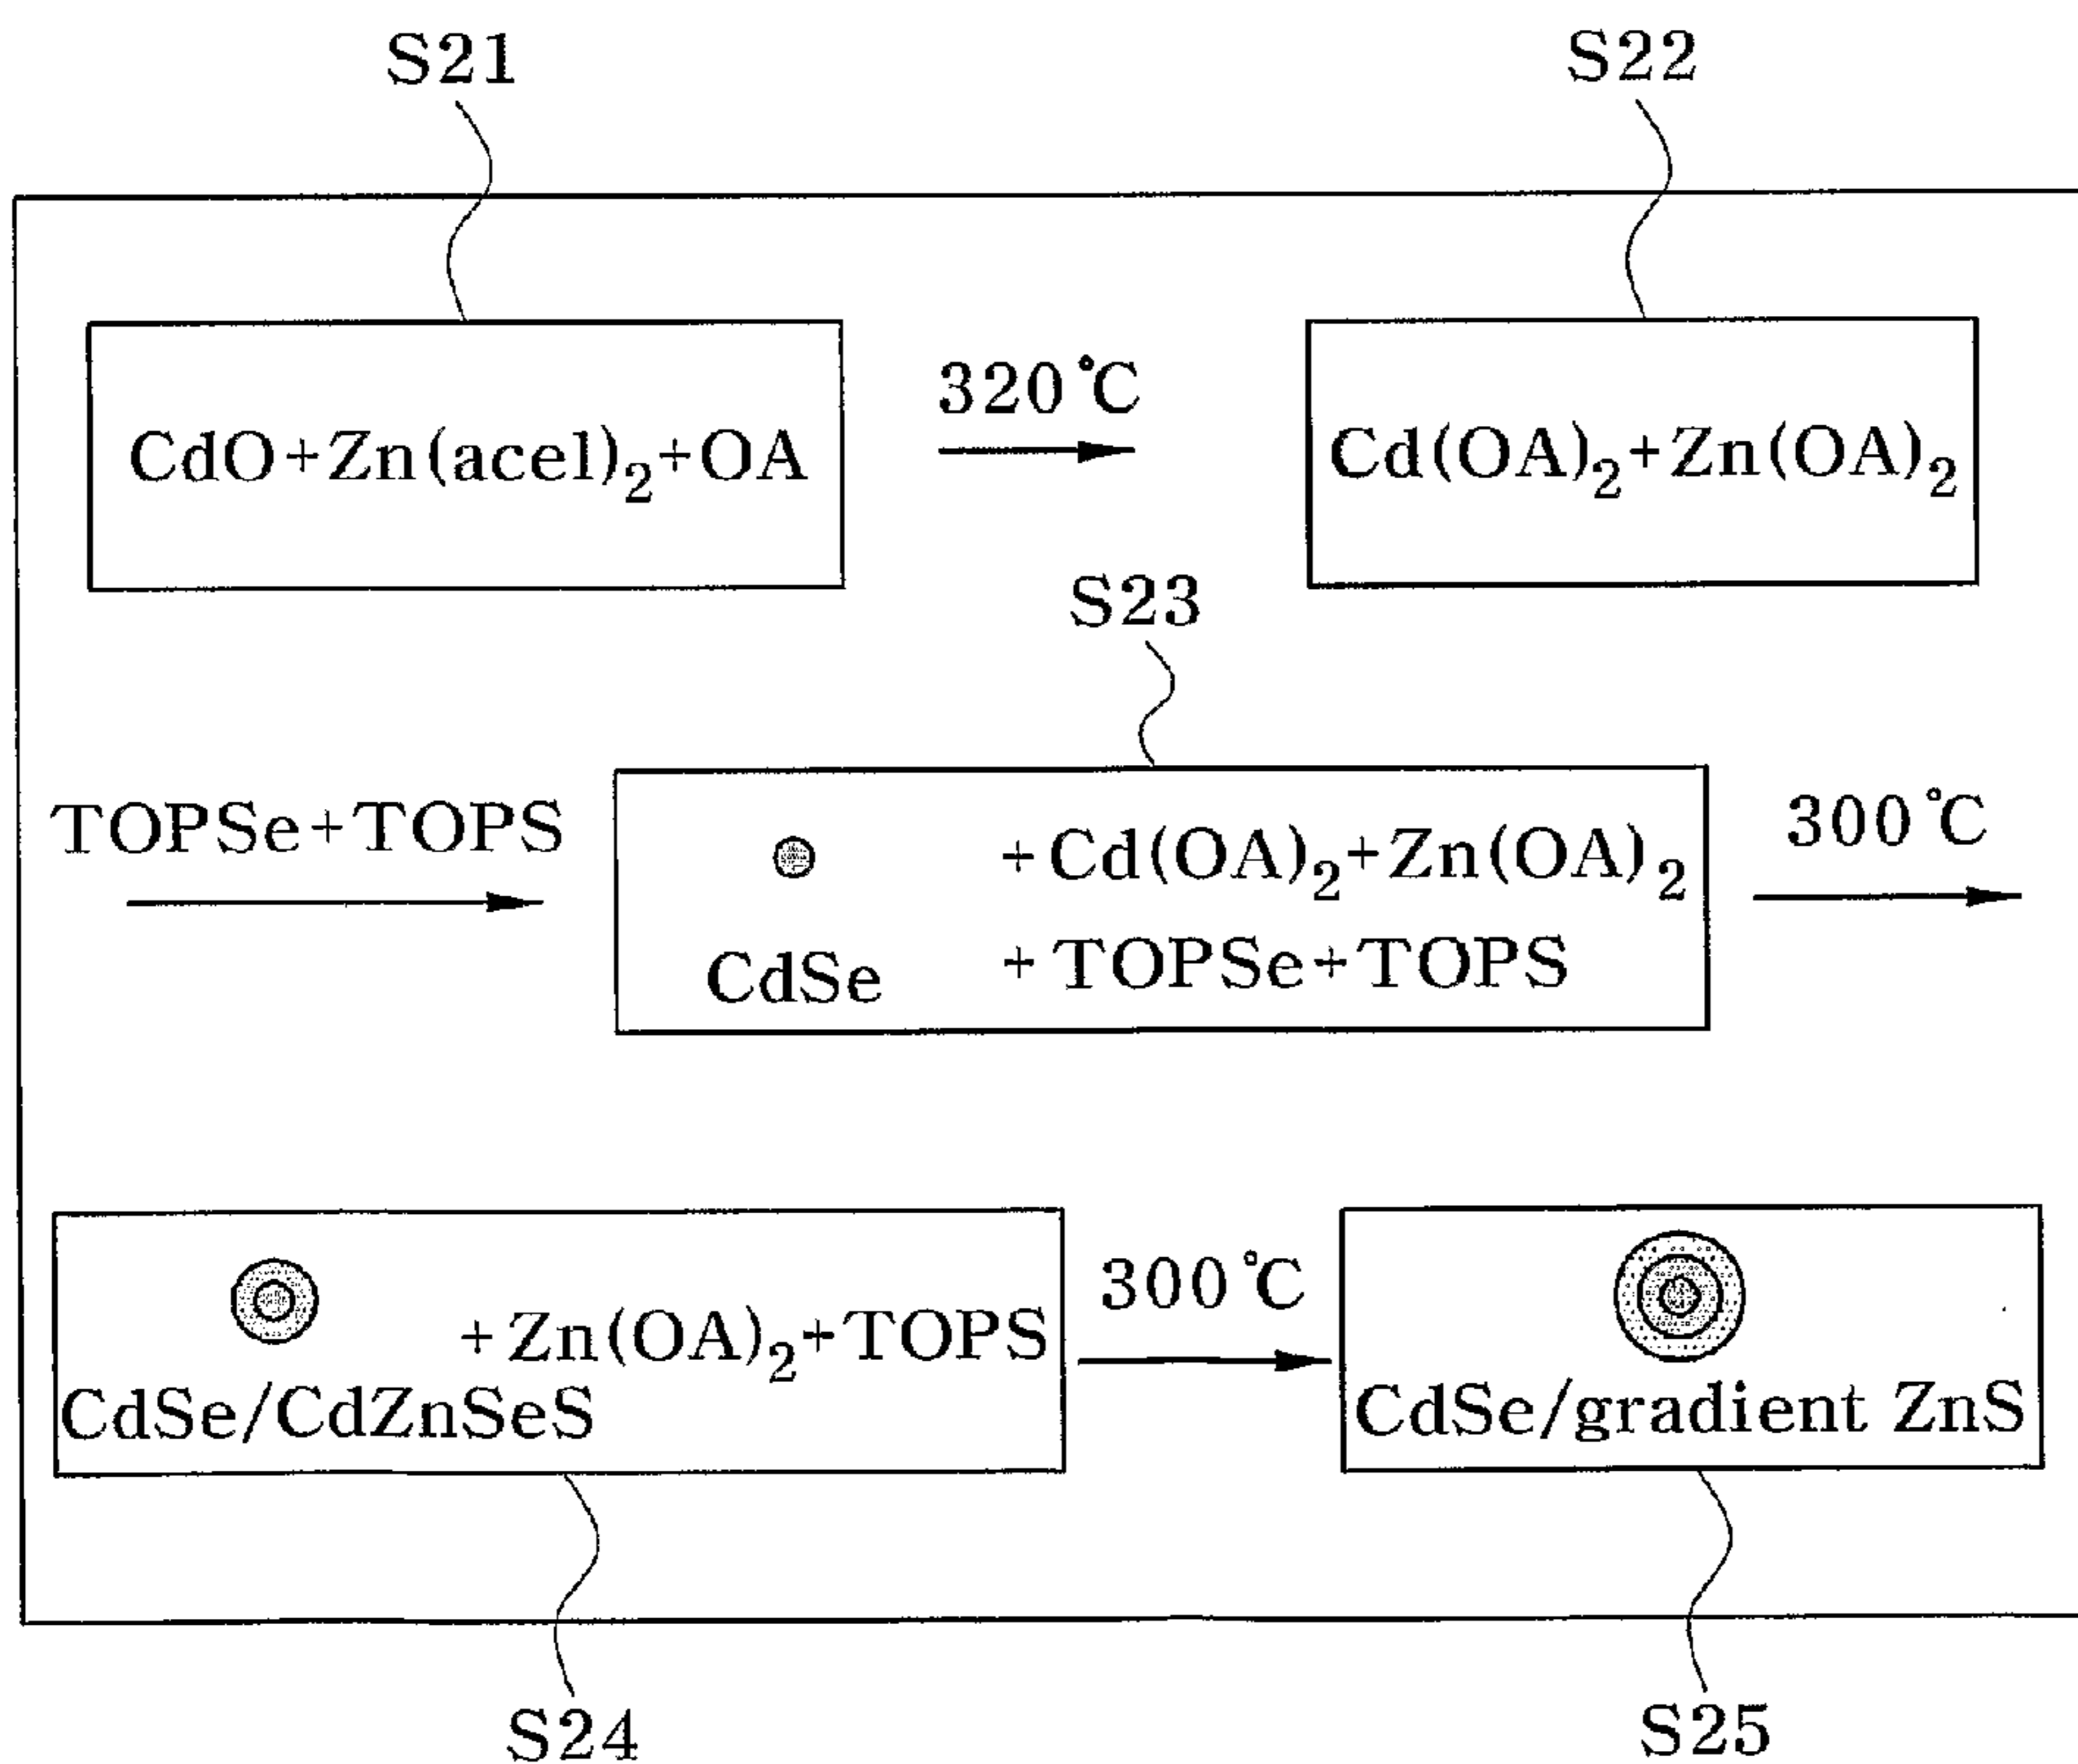 S21
S22
CdO+Zn(acel)₂+OA
320℃
Cd(OA)₂+Zn(OA)₂
S23
TOPSe+TOPS
+Cd(OA)₂+Zn(OA)₂
CdSe
+TOPSe+TOPS
300℃
+Zn(OA)₂+TOPS
CdSe/CdZnSeS
300℃
CdSe/gradient ZnS
S24
S25